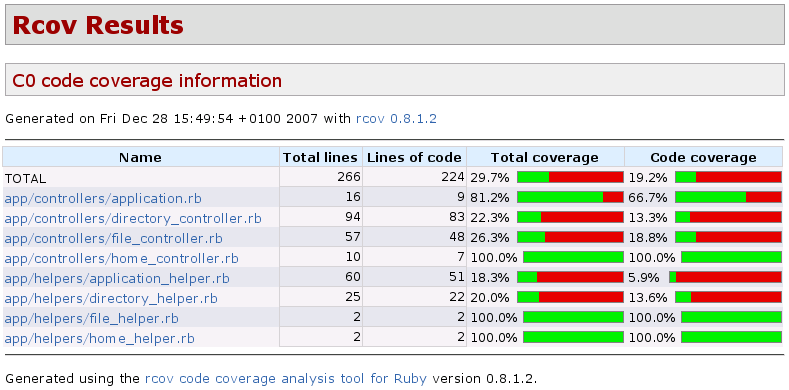 Rcov Results
C0 code coverage information
Generated on Fri Dec 28 15:49:54 +0100 2007 with rcov 0.8.1.2
Name Total lines Lines of code Total coverage Code coverage
TOTAL 266 224 29.7% 19.2%
app/controllers/application.rb 16 9 81.2% 66.7%
app/controllers/directory_controller.rb 94 83 22.3% 13.3%
app/controllers/file_controller.rb 57 48 26.3% 18.8%
app/controllers/home_controller.rb 10 7 100.0% 100.0%
app/helpers/application_helper.rb 60 51 18.3% 5.9%
app/helpers/directory_helper.rb 25 22 20.0% 13.6%
app/helpers/file_helper.rb 2 2 100.0% 100.0%
app/helpers/home_helper.rb 2 2 100.0% 100.0%
Generated using the rcov code coverage analysis tool for Ruby version 0.8.1.2.